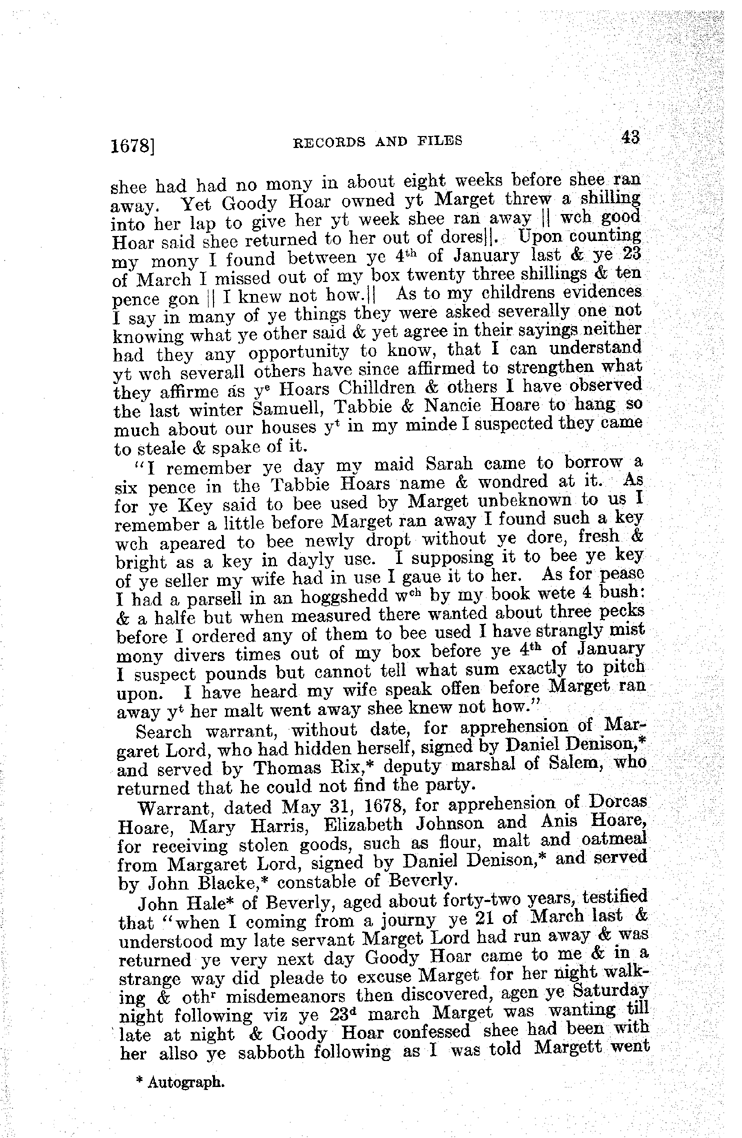 1678] RECORDS AND FILES 43
shee had had no mony in about eight weeks before shee ran
away. Yet Goody Hoar owned yt Marget threw a shilling
into her lap to give her yt week shee ran away || wch good
Hoar said shee returned to her out of dores||. Upon counting
my mony I found between ye 4th of January last & ye 23
of March I missed out of my box twenty three shillings & ten
pence gon || I knew not how.|| As to my childrens evidences
I say in many of ye things they were asked severally one not
knowing what ye other said & yet agree in their sayings neither
had they any opportunity to know, that I can understand
yt wch severall others have since affirmed to strengthen what
they affirme as ye Hoars Chilldren & others I have observed
the last winter Samuell, Tabbie & Nancie Hoare to hang so
much about our houses yt in my minde I suspected they came
to steale & spake of it.
"I remember ye day my maid Sarah came to borrow a
six pence in the Tabbie Hoars name & wondred at it. As
for ye Key said to bee used by Marget unbeknown to us I
remember a little before Marget ran away I found such a key
wch apeared to bee newly dropt without ye dore, fresh &
bright as a key in dayly use. I supposing it to bee ye key
of ye seller my wife had in use I gaue it to her. As for pease
I had a parsell in an hoggshedd wch by my book wete 4 bush:
& a halfe but when measured there wanted about three pecks
before I ordered any of them to bee used I have strangly mist
mony divers times out of my box before ye 4th of January
I suspect pounds but cannot tell what sum exactly to pitch
upon. I have heard my wife speak offen before Marget ran
away yt her malt went away shee knew not how."
Search warrant, without date, for apprehension of Mar-
garet Lord, who had hidden herself, signed by Daniel Denison,*
and served by Thomas Rix,* deputy marshal of Salem, who
returned that he could not find the party.
Warrant, dated May 31, 1678, for apprehension of Dorcas
Hoare, Mary Harris, Elizabeth Johnson and Anis Hoare,
for receiving stolen goods, such as flour, malt and oatmeal
from Margaret Lord, signed by Daniel Denison,* and served
by John Blacke,* constable of Beverly.
John Hale* of Beverly, aged about forty-two years, testified
that "when I coming from a journy ye 21 of March last &
understood my late servant Marget Lord had run away & was
returned ye very next day Goody Hoar came to me & in a
strange way did pleade to excuse Marget for her night walk-
ing & othr misdemeanors then discovered, agen ye Saturday
night following viz ye 23d march Marget was wanting till
late at night & Goody Hoar confessed shee had been with
her allso ye sabboth following as I was told Margett went
* Autograph.